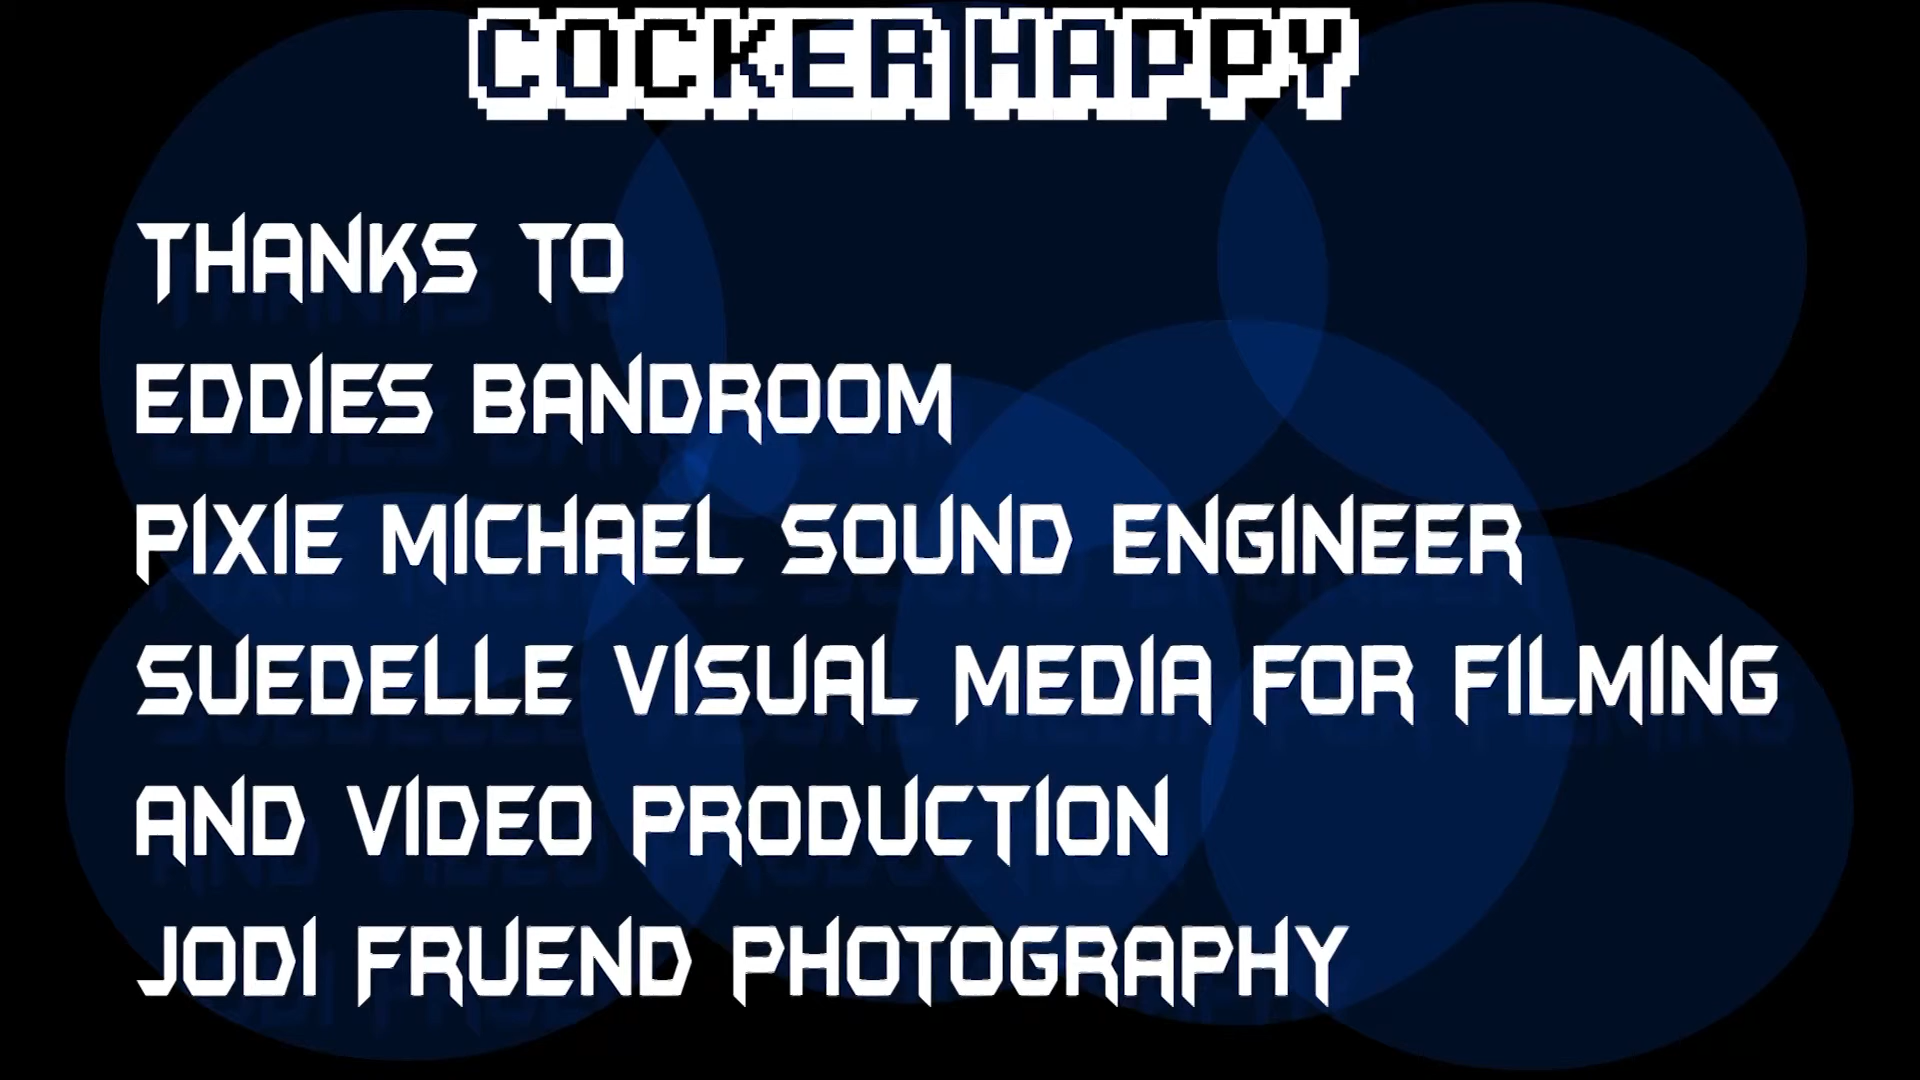 COCKER HAPPY
THANKS TO
EDDIES BANDROOM
PIXIE MICHAEL SOUND ENGINEER
SUEDELLE VISUAL MEDIA FOR FILMING
AND VIDEO PRODUCTION
JODI FRUEND PHOTOGRAPHY